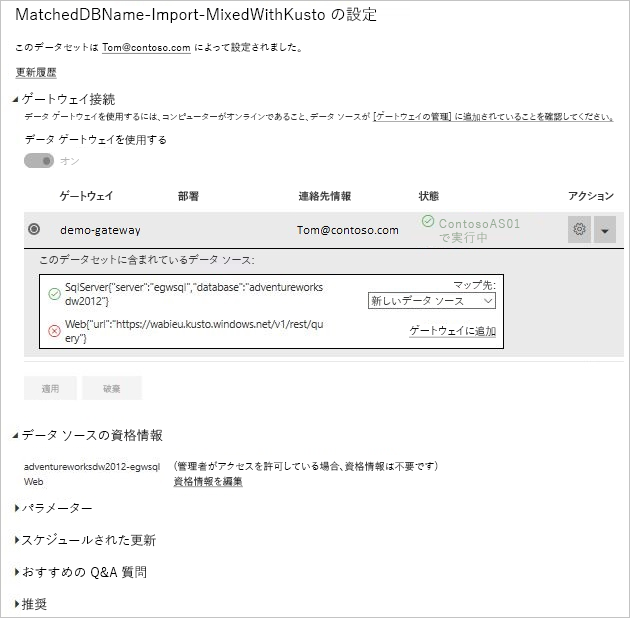 MatchedDBName-Import-MixedWithKusto の設定
このデータセットは Tom@contoso.com によって設定されました。
更新履歴
ゲートウェイ接続
データ ゲートウェイを使用するには、コンピューターがオンラインであること、データ ソースが [ゲートウェイの管理] に追加されていることを確認してください。
データ ゲートウェイを使用する
オン
ゲートウェイ 部署 連絡先情報 状態 アクション
demo-gateway Tom@contoso.com ContosoAS01
で実行中
このデータセットに含まれているデータ ソース:
マップ先:
SqlServer{"server":"egwsql","database":"adventureworks
dw2012"}
新しいデータ ソース
Web{"url":"https://wabieu.kusto.windows.net/v1/rest/qu
ery"}
ゲートウェイに追加
適用 破棄
データ ソースの資格情報
adventureworksdw2012-egwsql (管理者がアクセスを許可している場合、資格情報は不要です)
Web 資格情報を編集
パラメーター
スケジュールされた更新
おすすめの Q&A 質問
推奨